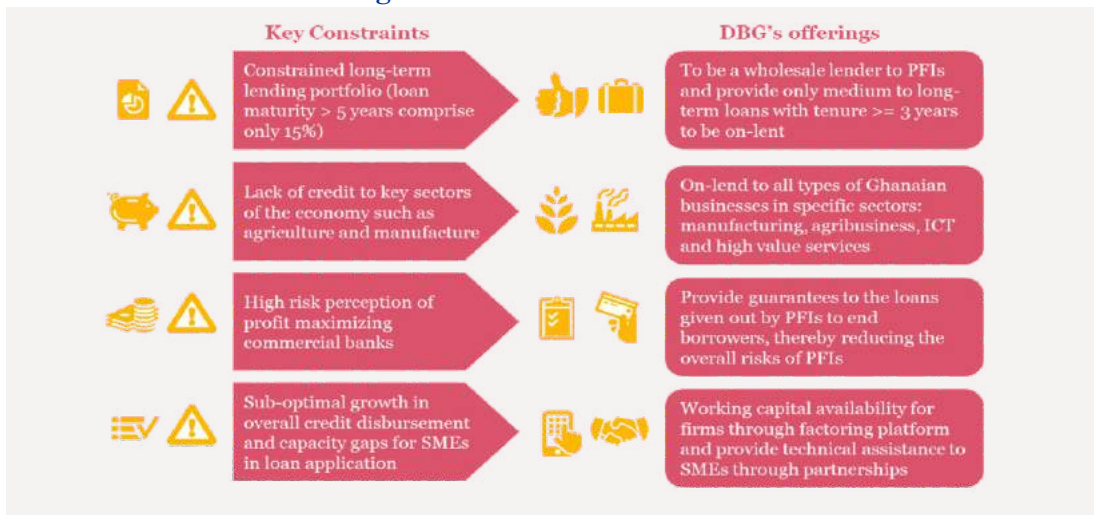 Key Constraints
DBG's offerings
Constrained long-term
lending portfolio (loan
maturity > 5 years comprise
only 15%)
To be a wholesale lender to PFIs
and provide only medium to long-
term loans with tenure >= 3 years
to be on-lent
Lack of credit to key sectors
of the economy such as
agriculture and manufacture
On-lend to all types of Ghanaian
businesses in specific sectors:
manufacturing, agribusiness, ICT
and high value services
High risk perception of
profit maximizing
commercial banks
Provide guarantees to the loans
given out by PFIs to end
borrowers, thereby reducing the
overall risks of PFIs
Sub-optimal growth in
overall credit disbursement
and capacity gaps for SMEs
in loan application
Working capital availability for
firms through factoring platform
and provide technical assistance to
SMEs through partnerships